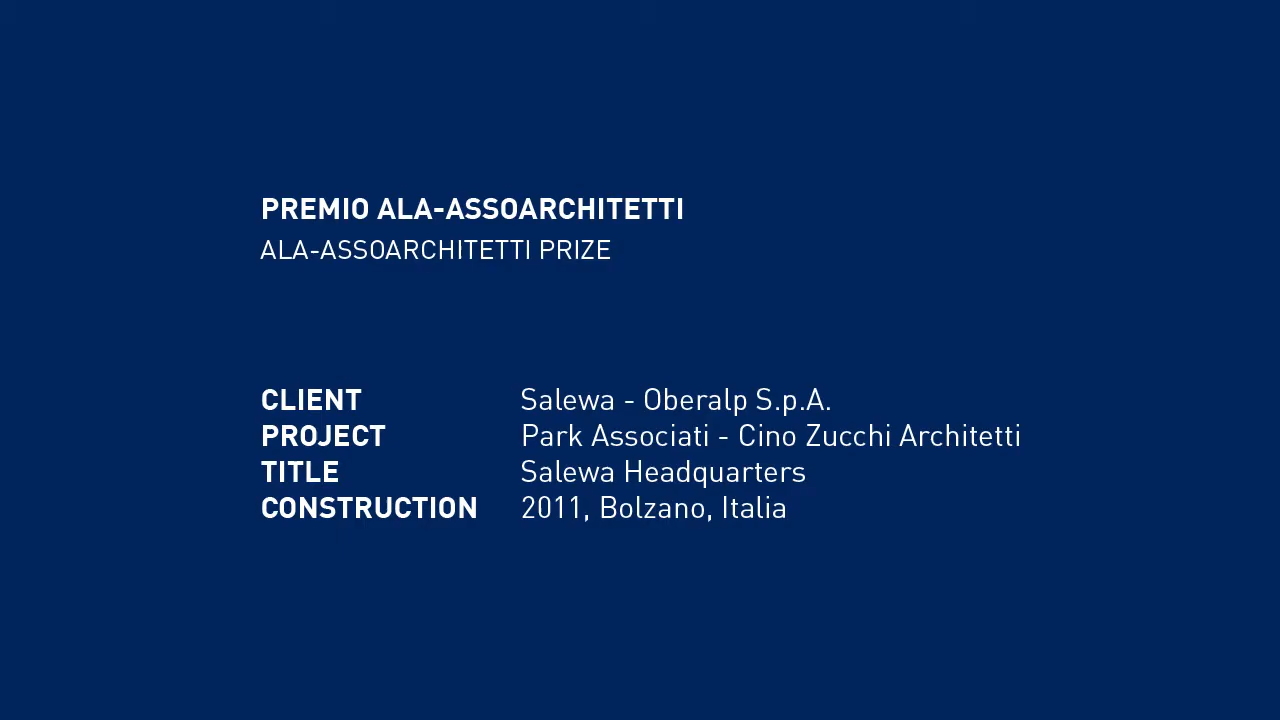 PREMIO ALA-ASSOARCHITETTI
ALA-ASSOARCHITETTI PRIZE
CLIENT Salewa - Oberalp S.p.A.
PROJECT Park Associati - Cino Zucchi Architetti
TITLE Salewa Headquarters
CONSTRUCTION 2011, Bolzano, Italia